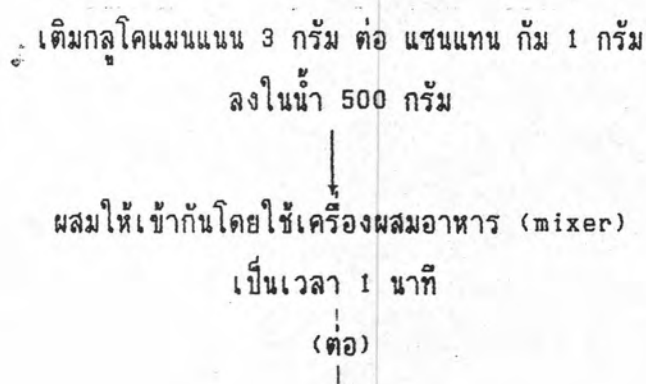 เติมกลูโคแมนแนน 3 กรัม ต่อ แซนแทน กัม 1 กรัม
ลงในน้ำ 500 กรัม
ผสมให้เข้ากันโดยใช้เครื่องผสมอาหาร (mixer)
เป็นเวลา 1 นาที
(ต่อ)